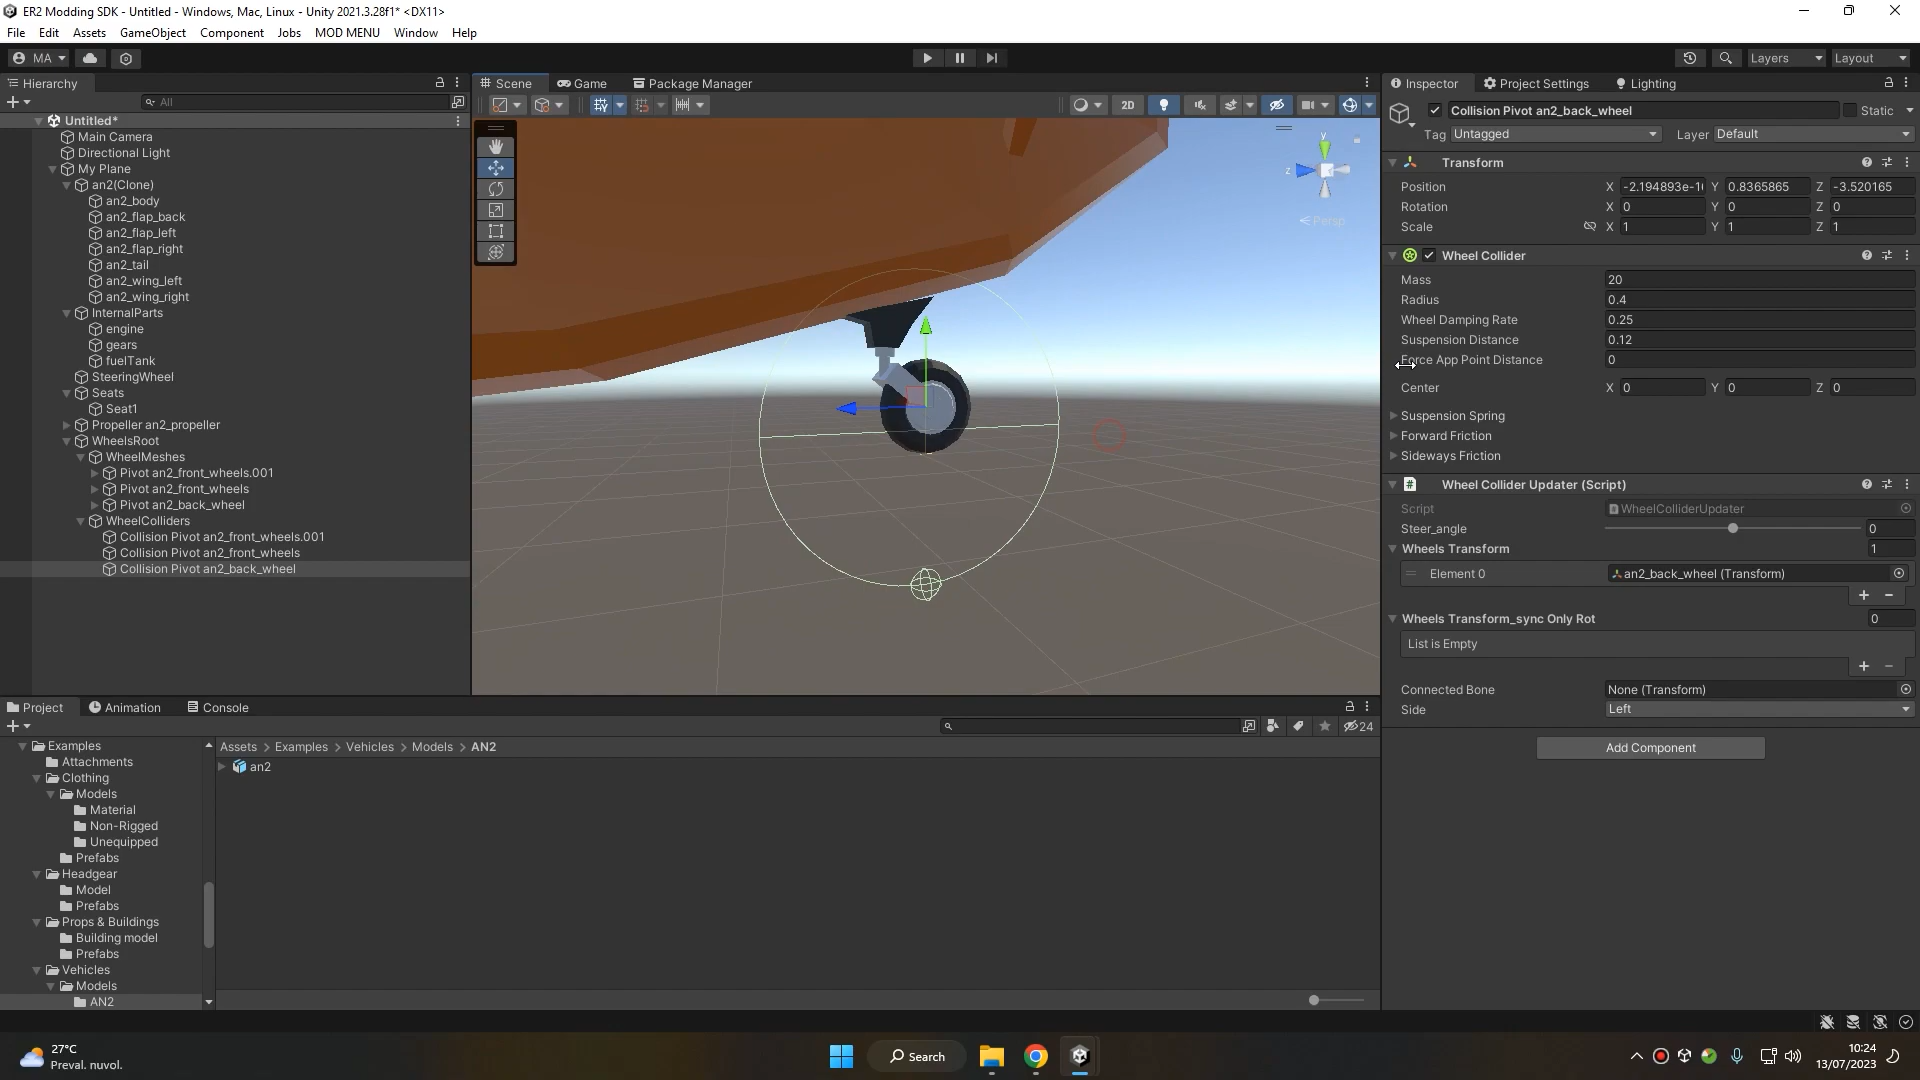 ER2 Modding SDK - Untitled - Windows, Mac, Linux - Unity 2021.3.28f1* <DX11>
File Edit Assets GameObject Component Jobs MOD MENU Window Help
MA Layers Layout
Hierarchy Scene Game Package Manager Inspector Project Settings Lighting
All 2D
Collision Pivot an2_back_wheel Static
Tag Untagged Layer Default
Untitled*
Main Camera
Directional Light
My Plane
an2(Clone)
an2_body
an2_flap_back
an2_flap_left
an2_flap_right
an2_tail
an2_wing_left
an2_wing_right
InternalParts
engine
gears
fuelTank
SteeringWheel
Seats
Seat1
Propeller an2_propeller
WheelsRoot
WheelMeshes
Pivot an2_front_wheels.001
Pivot an2_front_wheels
Pivot an2_back_wheel
WheelColliders
Collision Pivot an2_front_wheels.001
Collision Pivot an2_front_wheels
Collision Pivot an2_back_wheel
y
z
Persp
Transform
Position X -2.194893e-1 Y 0.8365865 Z -3.520165
Rotation X 0 Y 0 Z 0
Scale X 1 Y 1 Z 1
Wheel Collider
Mass 20
Radius 0.4
Wheel Damping Rate 0.25
Suspension Distance 0.12
Force App Point Distance 0
Center X 0 Y 0 Z 0
Suspension Spring
Forward Friction
Sideways Friction
Wheel Collider Updater (Script)
Script WheelColliderUpdater
Steer_angle 0
Wheels Transform 1
Element 0 an2_back_wheel (Transform)
Wheels Transform_sync Only Rot 0
List is Empty
Connected Bone None (Transform)
Side Left
Add Component
Project Animation Console
24
Examples
Attachments
Clothing
Models
Material
Non-Rigged
Unequipped
Prefabs
Headgear
Model
Prefabs
Props & Buildings
Building model
Prefabs
Vehicles
Models
AN2
Assets > Examples > Vehicles > Models > AN2
an2
27°C
Preval. nuvol.
Search
10:24
13/07/2023